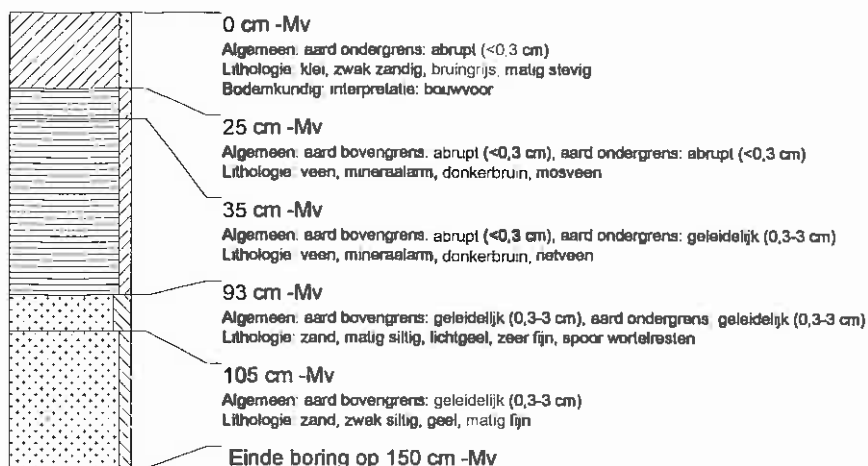 0 cm -Mv
Algemeen: aard ondergrens: abrupt (<0,3 cm)
Lithologie: klei, zwak zandig, bruingrijs, matig stevig
Bodemkundig: interpretatie: bouwvoor
25 cm -Mv
Algemeen: aard bovengrens: abrupt (<0,3 cm), aard ondergrens: abrupt (<0,3 cm)
Lithologie: veen, mineraalarm, donkerbruin, mosveen
35 cm -Mv
Algemeen: aard bovengrens: abrupt (<0,3 cm), aard ondergrens: geleidelijk (0,3-3 cm)
Lithologie: veen, mineraalarm, donkerbruin, rietveen
93 cm -Mv
Algemeen: aard bovengrens: geleidelijk (0,3-3 cm), aard ondergrens: geleidelijk (0,3-3 cm)
Lithologie: zand, matig siltig, lichtgeel, zeer fijn, spoor wortelresten
105 cm -Mv
Algemeen: aard bovengrens: geleidelijk (0,3-3 cm)
Lithologie: zand, zwak siltig, geel, matig fijn
Einde boring op 150 cm -Mv